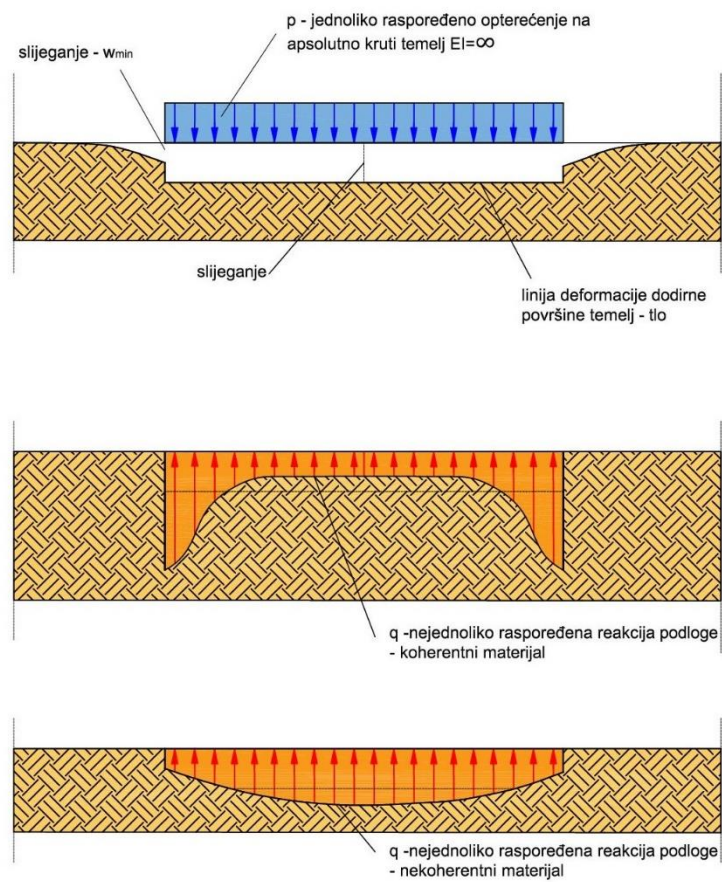 p - jednoliko raspoređeno opterećenje na
apsolutno kruti temelj EI=∞
slijeganje - wmin
slijeganje
linija deformacije dodirne
površine temelj - tlo
q -nejednoliko raspoređena reakcija podloge
- koherentni materijal
q -nejednoliko raspoređena reakcija podloge
- nekoherentni materijal